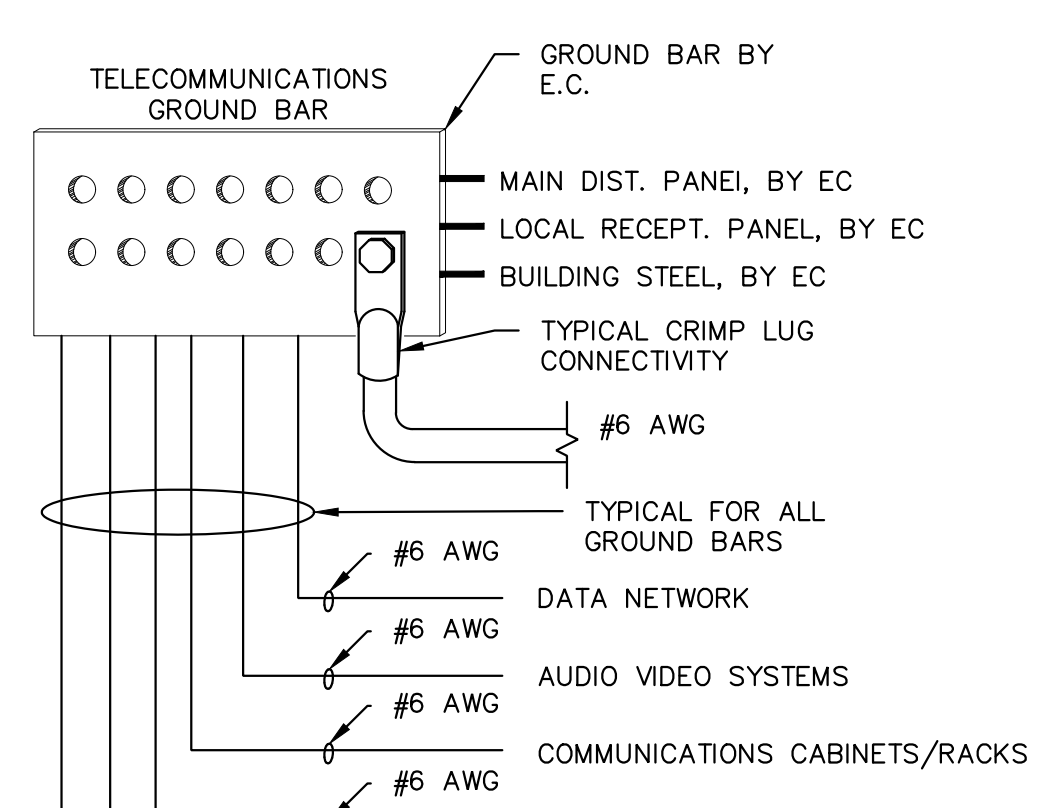 TELECOMMUNICATIONS
GROUND BAR
GROUND BAR BY
E.C.
MAIN DIST. PANEl, BY EC
LOCAL RECEPT. PANEL, BY EC
BUILDING STEEL, BY EC
TYPICAL CRIMP LUG
CONNECTIVITY
#6 AWG
TYPICAL FOR ALL
GROUND BARS
#6 AWG
DATA NETWORK
#6 AWG
AUDIO VIDEO SYSTEMS
#6 AWG
COMMUNICATIONS CABINETS/RACKS
#6 AWG